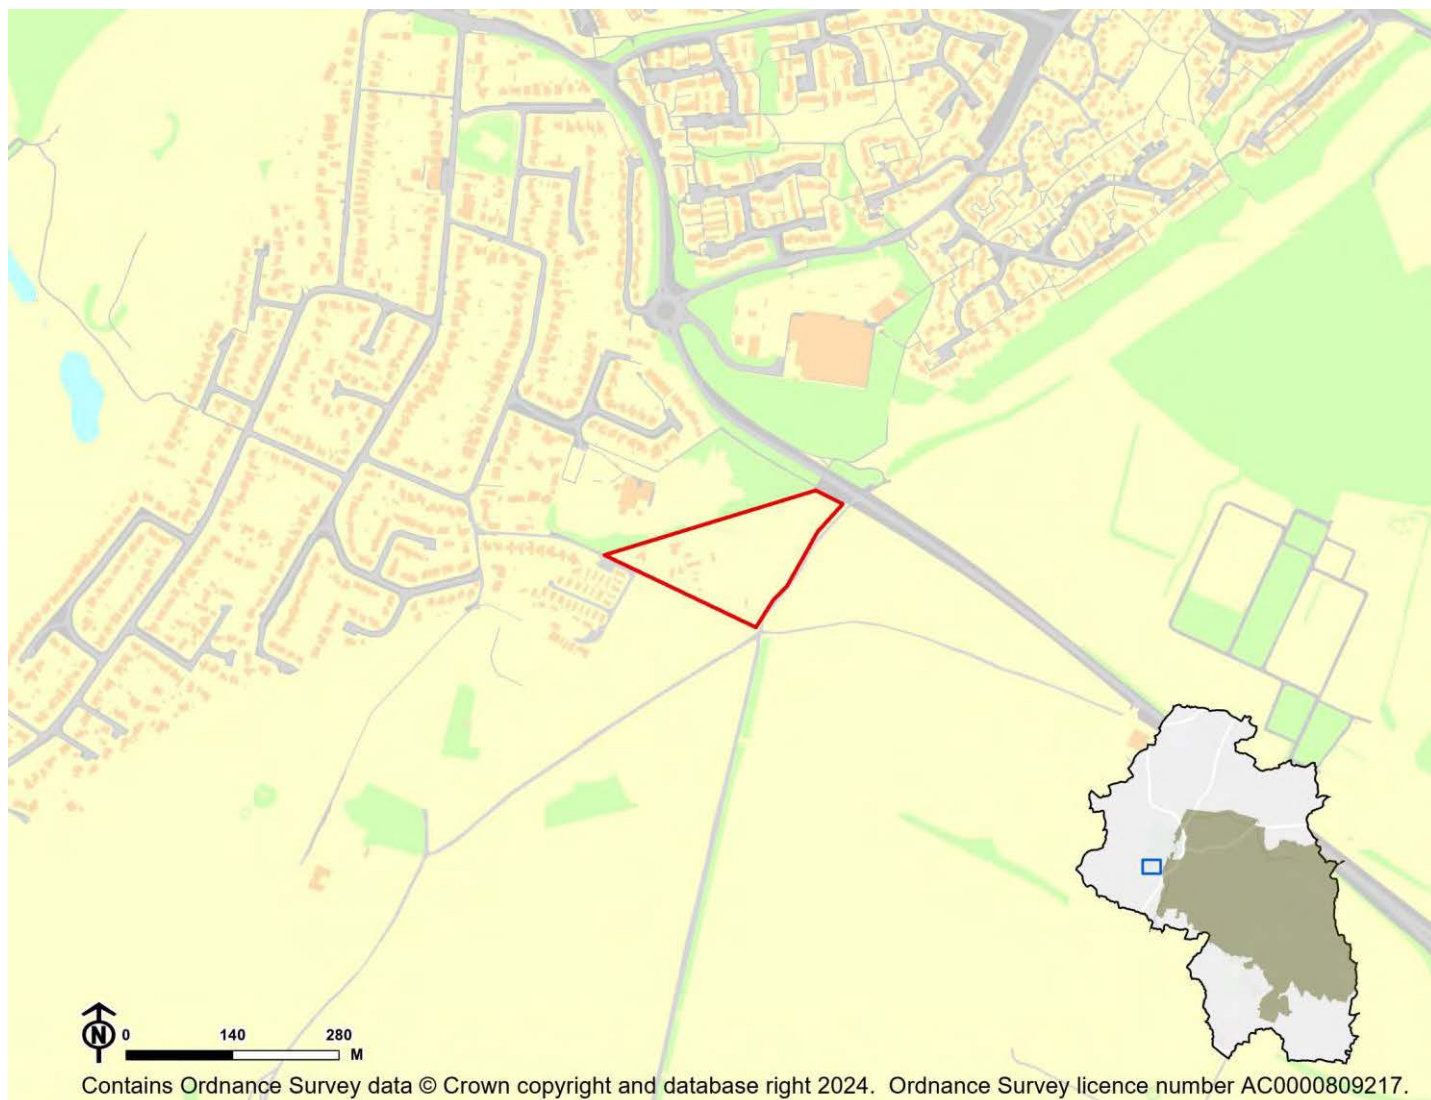 N
0 140 280
M
Contains Ordnance Survey data © Crown copyright and database right 2024. Ordnance Survey licence number AC0000809217.